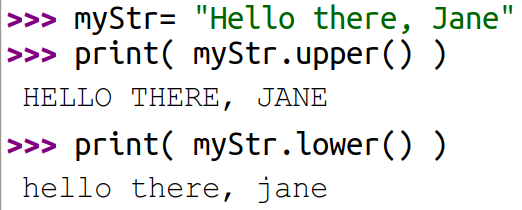 >>> myStr= "Hello there, Jane"
>>> print( myStr.upper() )
HELLO THERE, JANE
>>> print( myStr.lower() )
hello there, jane